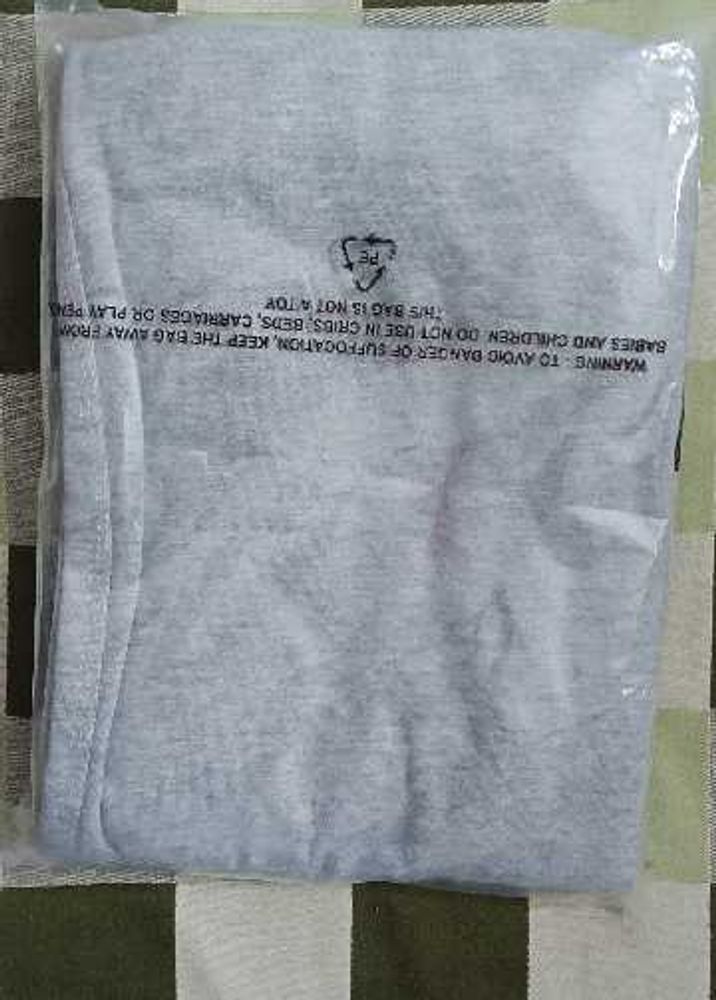 WARNING - TO AVOID DANGER OF SUFFOCATION, KEEP THE BAG AWAY FROM
BABIES AND CHILDREN DO NOT USE IN CRIBS, BEDS, CARRIAGES OR PLAY PENS
THIS BAG IS NOT A TOY
PE